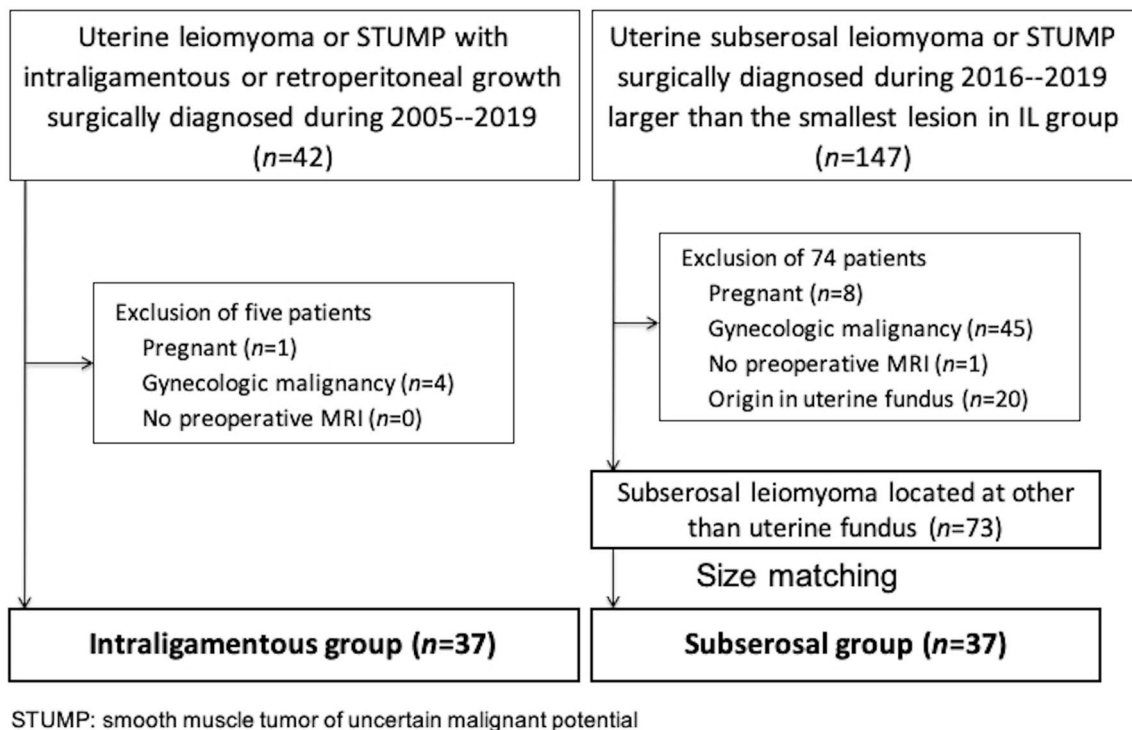 Uterine leiomyoma or STUMP with
intraligamentous or retroperitoneal growth
surgically diagnosed during 2005--2019
(n=42)
Uterine subserosal leiomyoma or STUMP
surgically diagnosed during 2016--2019
larger than the smallest lesion in IL group
(n=147)
Exclusion of five patients
Pregnant (n=1)
Gynecologic malignancy (n=4)
No preoperative MRI (n=0)
Exclusion of 74 patients
Pregnant (n=8)
Gynecologic malignancy (n=45)
No preoperative MRI (n=1)
Origin in uterine fundus (n=20)
Subserosal leiomyoma located at other
than uterine fundus (n=73)
Size matching
Intraligamentous group (n=37)
Subserosal group (n=37)
STUMP: smooth muscle tumor of uncertain malignant potential